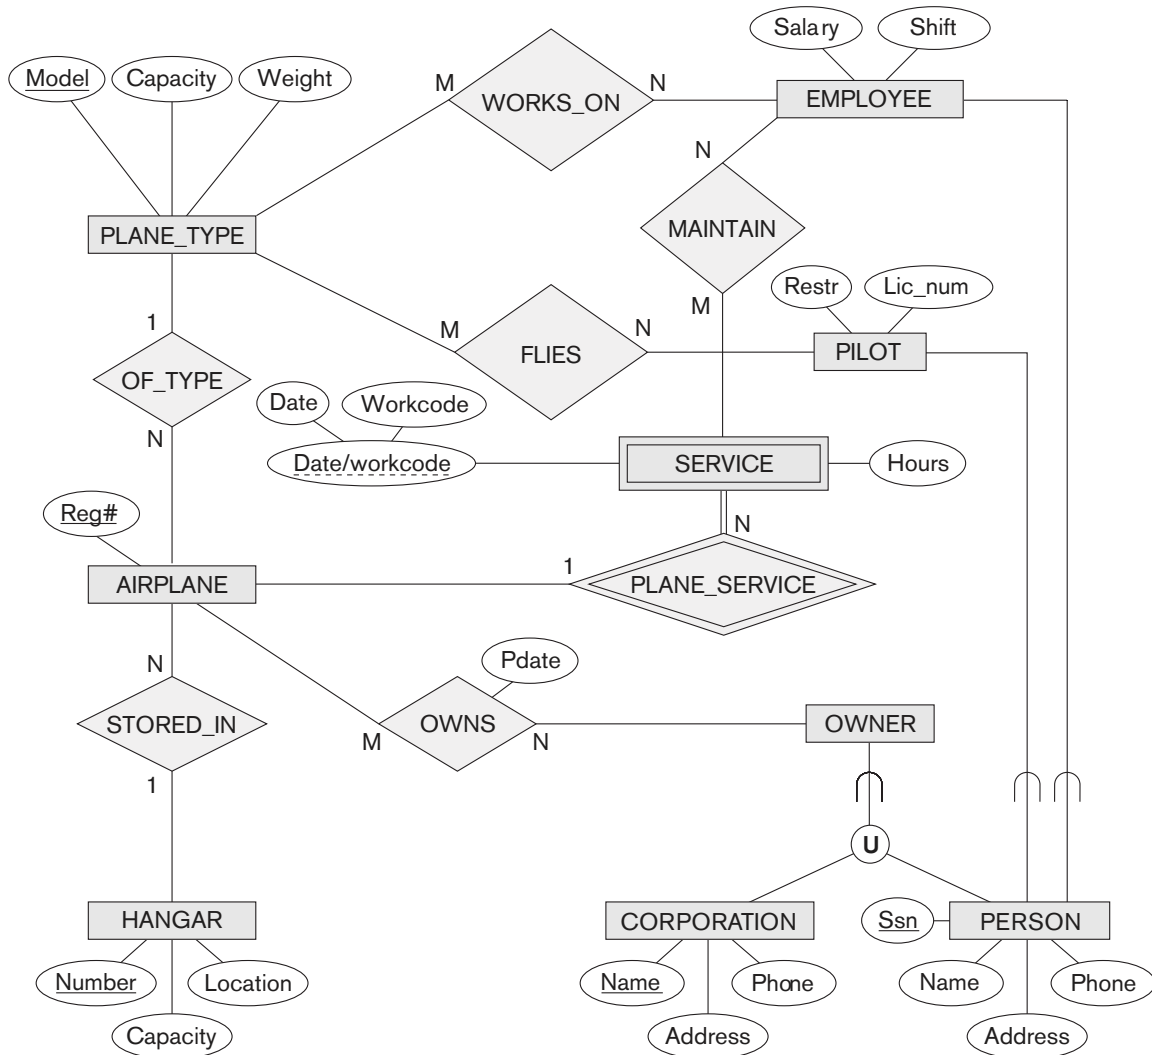 Salary
Shift
Model
Capacity
Weight
M
WORKS_ON
N
EMPLOYEE
N
PLANE_TYPE
MAINTAIN
M
Restr
Lic_num
1
M
FLIES
N
PILOT
OF_TYPE
Date
Workcode
N
Date/workcode
SERVICE
Hours
Reg#
N
1
AIRPLANE
PLANE_SERVICE
N
Pdate
STORED_IN
M
OWNS
N
OWNER
1
U
HANGAR
CORPORATION
Ssn
PERSON
Number
Location
Name
Phone
Name
Phone
Capacity
Address
Address